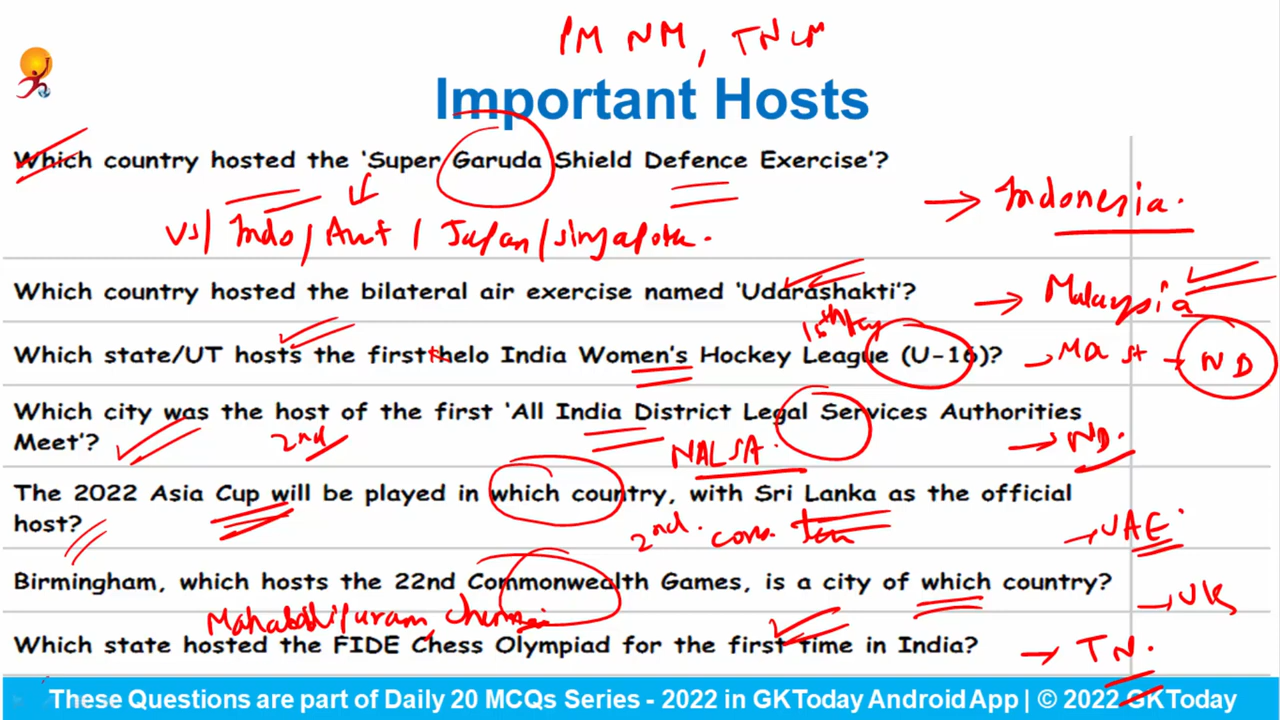 PM NM, TN CM
Important Hosts
Which country hosted the ‘Super Garuda Shield Defence Exercise’?
→ Indonesia.
US/ Indo/ Aust / Japan/singapore.
Which country hosted the bilateral air exercise named ‘Udarashakti’?
→ Malaysia
15th Aug
Which state/UT hosts the first khelo India Women’s Hockey League (U-16)?
→ ND
Which city was the host of the first ‘All India District Legal Services Authorities
Meet’?
2nd
NALSA.
→ ND.
The 2022 Asia Cup will be played in which country, with Sri Lanka as the official
host?
2nd. cons.
→ UAE.
Birmingham, which hosts the 22nd Commonwealth Games, is a city of which country?
→ UK
Mahabalipuram, Chennai
Which state hosted the FIDE Chess Olympiad for the first time in India?
→ TN.
These Questions are part of Daily 20 MCQs Series - 2022 in GKToday Android App | © 2022 GKToday